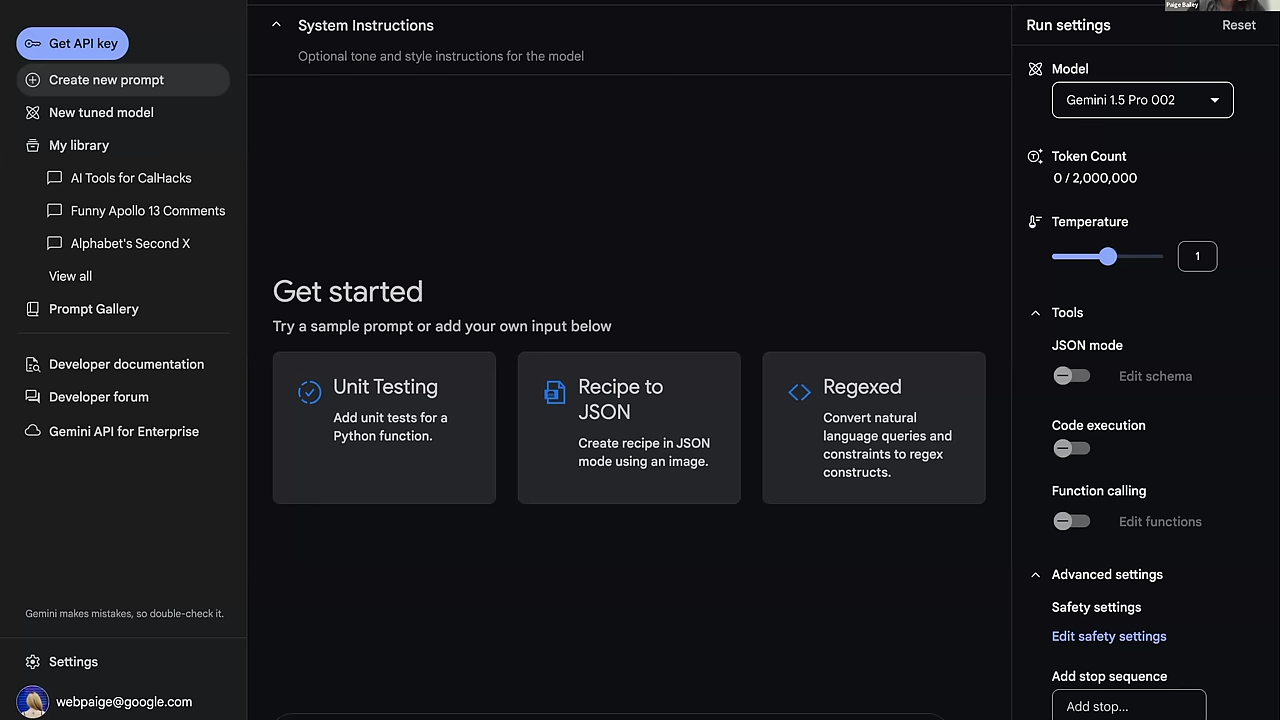 Get API key
Create new prompt
New tuned model
My library
AI Tools for CalHacks
Funny Apollo 13 Comments
Alphabet's Second X
View all
Prompt Gallery
Developer documentation
Developer forum
Gemini API for Enterprise
Gemini makes mistakes, so double-check it.
Settings
webpaige@google.com
System Instructions
Optional tone and style instructions for the model
Get started
Try a sample prompt or add your own input below
Unit Testing
Add unit tests for a
Python function.
Recipe to
JSON
Create recipe in JSON
mode using an image.
Regexed
Convert natural
language queries and
constraints to regex
constructs.
Paige Bailey
Run settings
Reset
Model
Gemini 1.5 Pro 002
Token Count
0 / 2,000,000
Temperature
1
Tools
JSON mode
Edit schema
Code execution
Function calling
Edit functions
Advanced settings
Safety settings
Edit safety settings
Add stop sequence
Add stop...